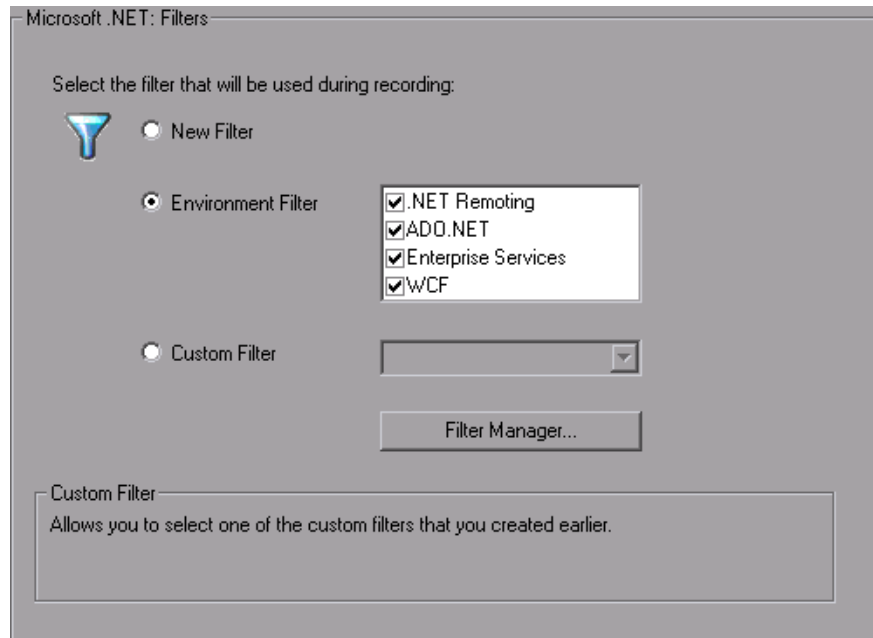 Microsoft .NET: Filters
Select the filter that will be used during recording:
New Filter
Environment Filter
.NET Remoting
ADO.NET
Enterprise Services
WCF
Custom Filter
Filter Manager...
Custom Filter
Allows you to select one of the custom filters that you created earlier.